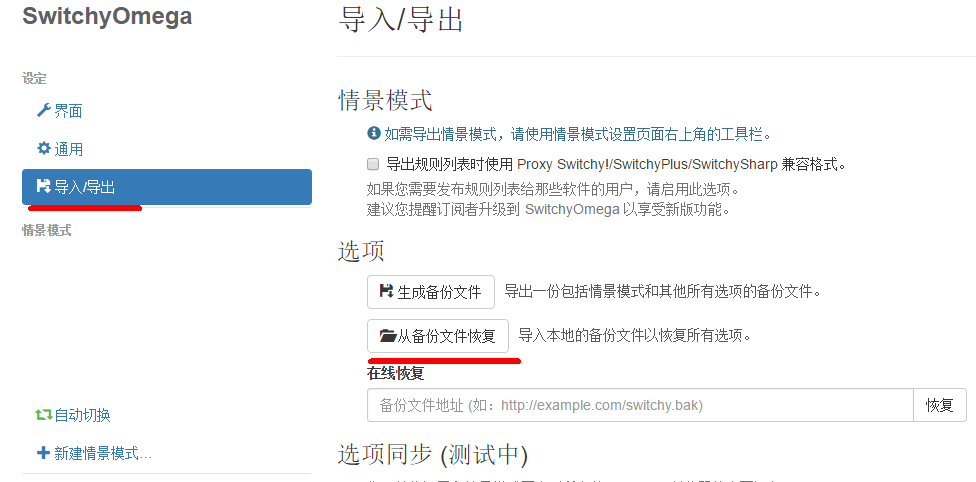 SwitchyOmega
设定
界面
通用
导入/导出
情景模式
自动切换
新建情景模式...
导入/导出
情景模式
如需导出情景模式，请使用情景模式设置页面右上角的工具栏。
导出规则列表时使用 Proxy Switchy!/SwitchyPlus/SwitchySharp 兼容格式。
如果您需要发布规则列表给那些软件的用户，请启用此选项。
建议您提醒订阅者升级到 SwitchyOmega 以享受新版功能。
选项
生成备份文件 导出一份包括情景模式和其他所有选项的备份文件。
从备份文件恢复 导入本地的备份文件以恢复所有选项。
在线恢复
备份文件地址 (如：http://example.com/switchy.bak) 恢复
选项同步 (测试中)